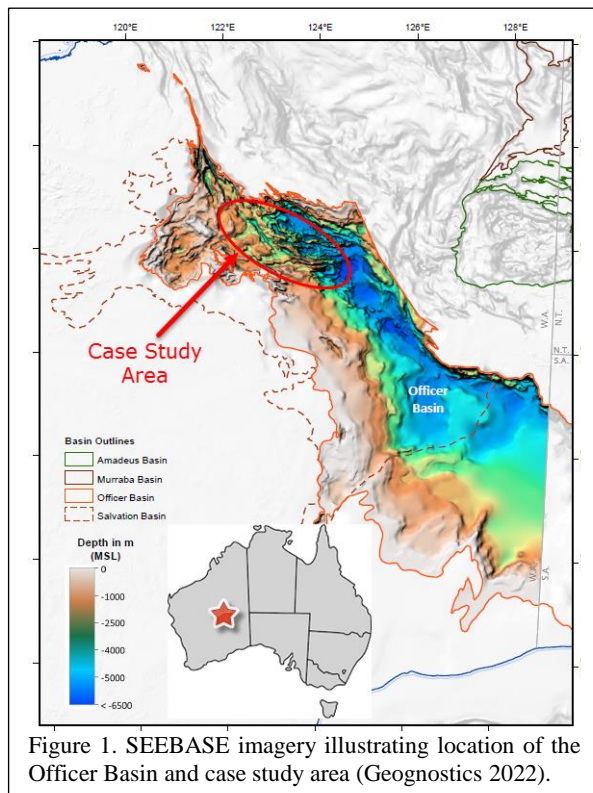 120°E
122°E
124°E
126°E
128°E
W.A.
N.T.
N.T.
S.A.
Case Study
Area
Officer
Basin
Basin Outlines
Amadeus Basin
Murraba Basin
Officer Basin
Salvation Basin
Depth in m
(MSL)
0
-1000
-2000
-3000
-4000
-5000
< -6500
W.A.
S.A.
Figure 1. SEEBASE imagery illustrating location of the
Officer Basin and case study area (Geognostics 2022).